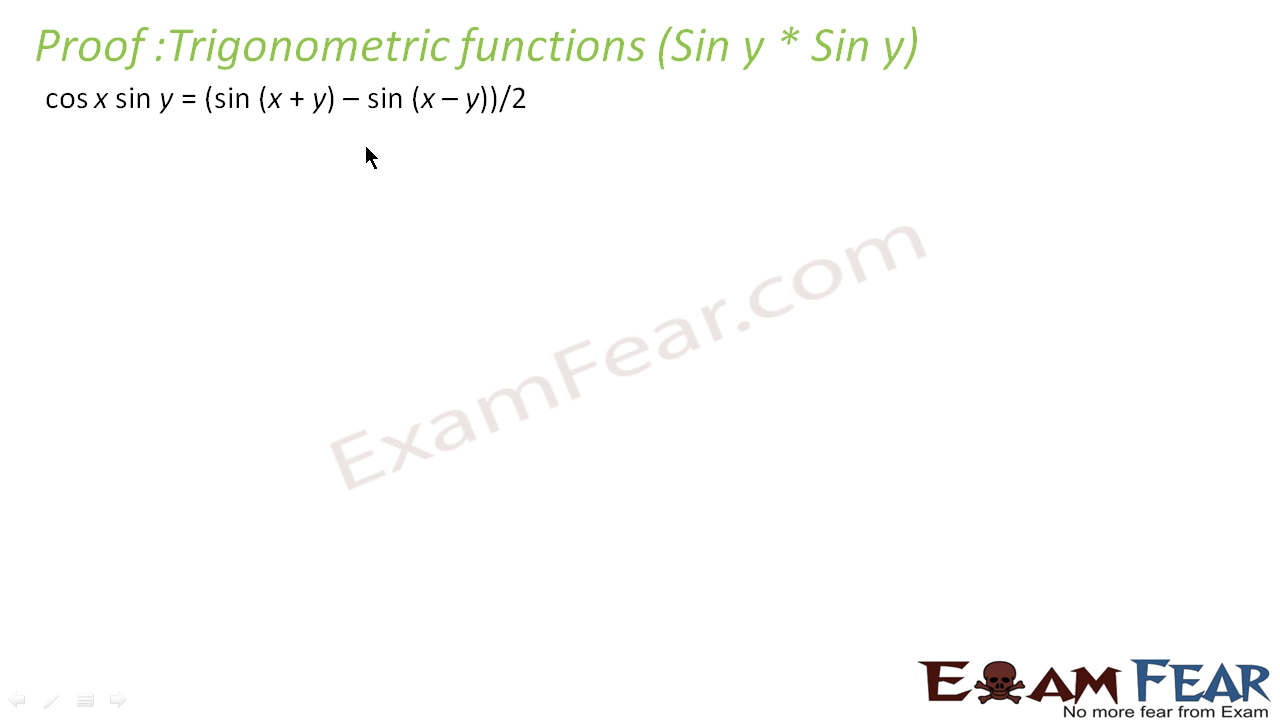 Proof :Trigonometric functions (Sin y * Sin y)
cos x sin y = (sin (x + y) – sin (x – y))/2
ExamFear.com
EXAM FEAR
No more fear from Exam